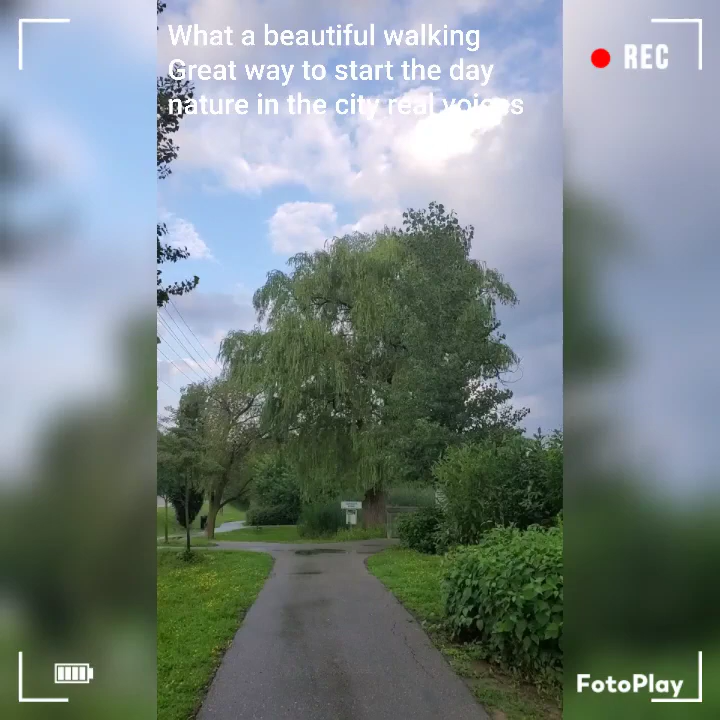 What a beautiful walking
Great way to start the day
nature in the city real voices
REC
FotoPlay